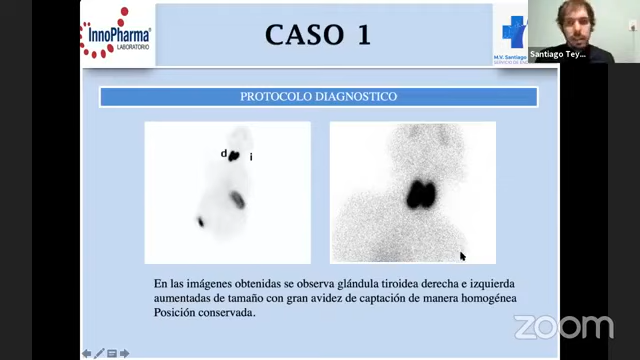 InnoPharma
LABORATORIO
CASO 1
M.V. Santiago
Santiago Tey...
PROTOCOLO DIAGNOSTICO
d i
En las imágenes obtenidas se observa glándula tiroidea derecha e izquierda
aumentadas de tamaño con gran avidez de captación de manera homogénea
Posición conservada.
zoom